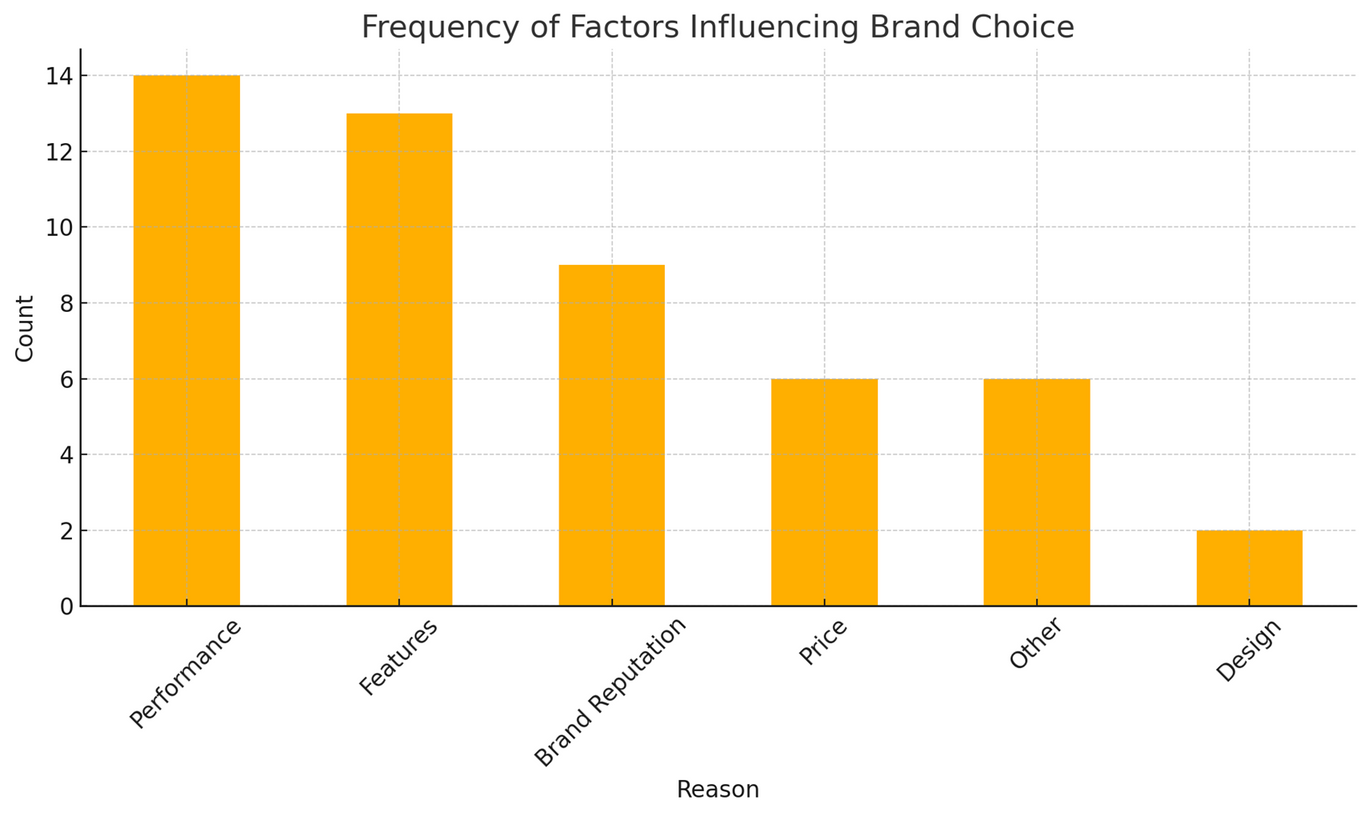 Frequency of Factors Influencing Brand Choice
Count
14
12
10
8
6
4
2
0
Performance
Features
Brand Reputation
Price
Other
Design
Reason